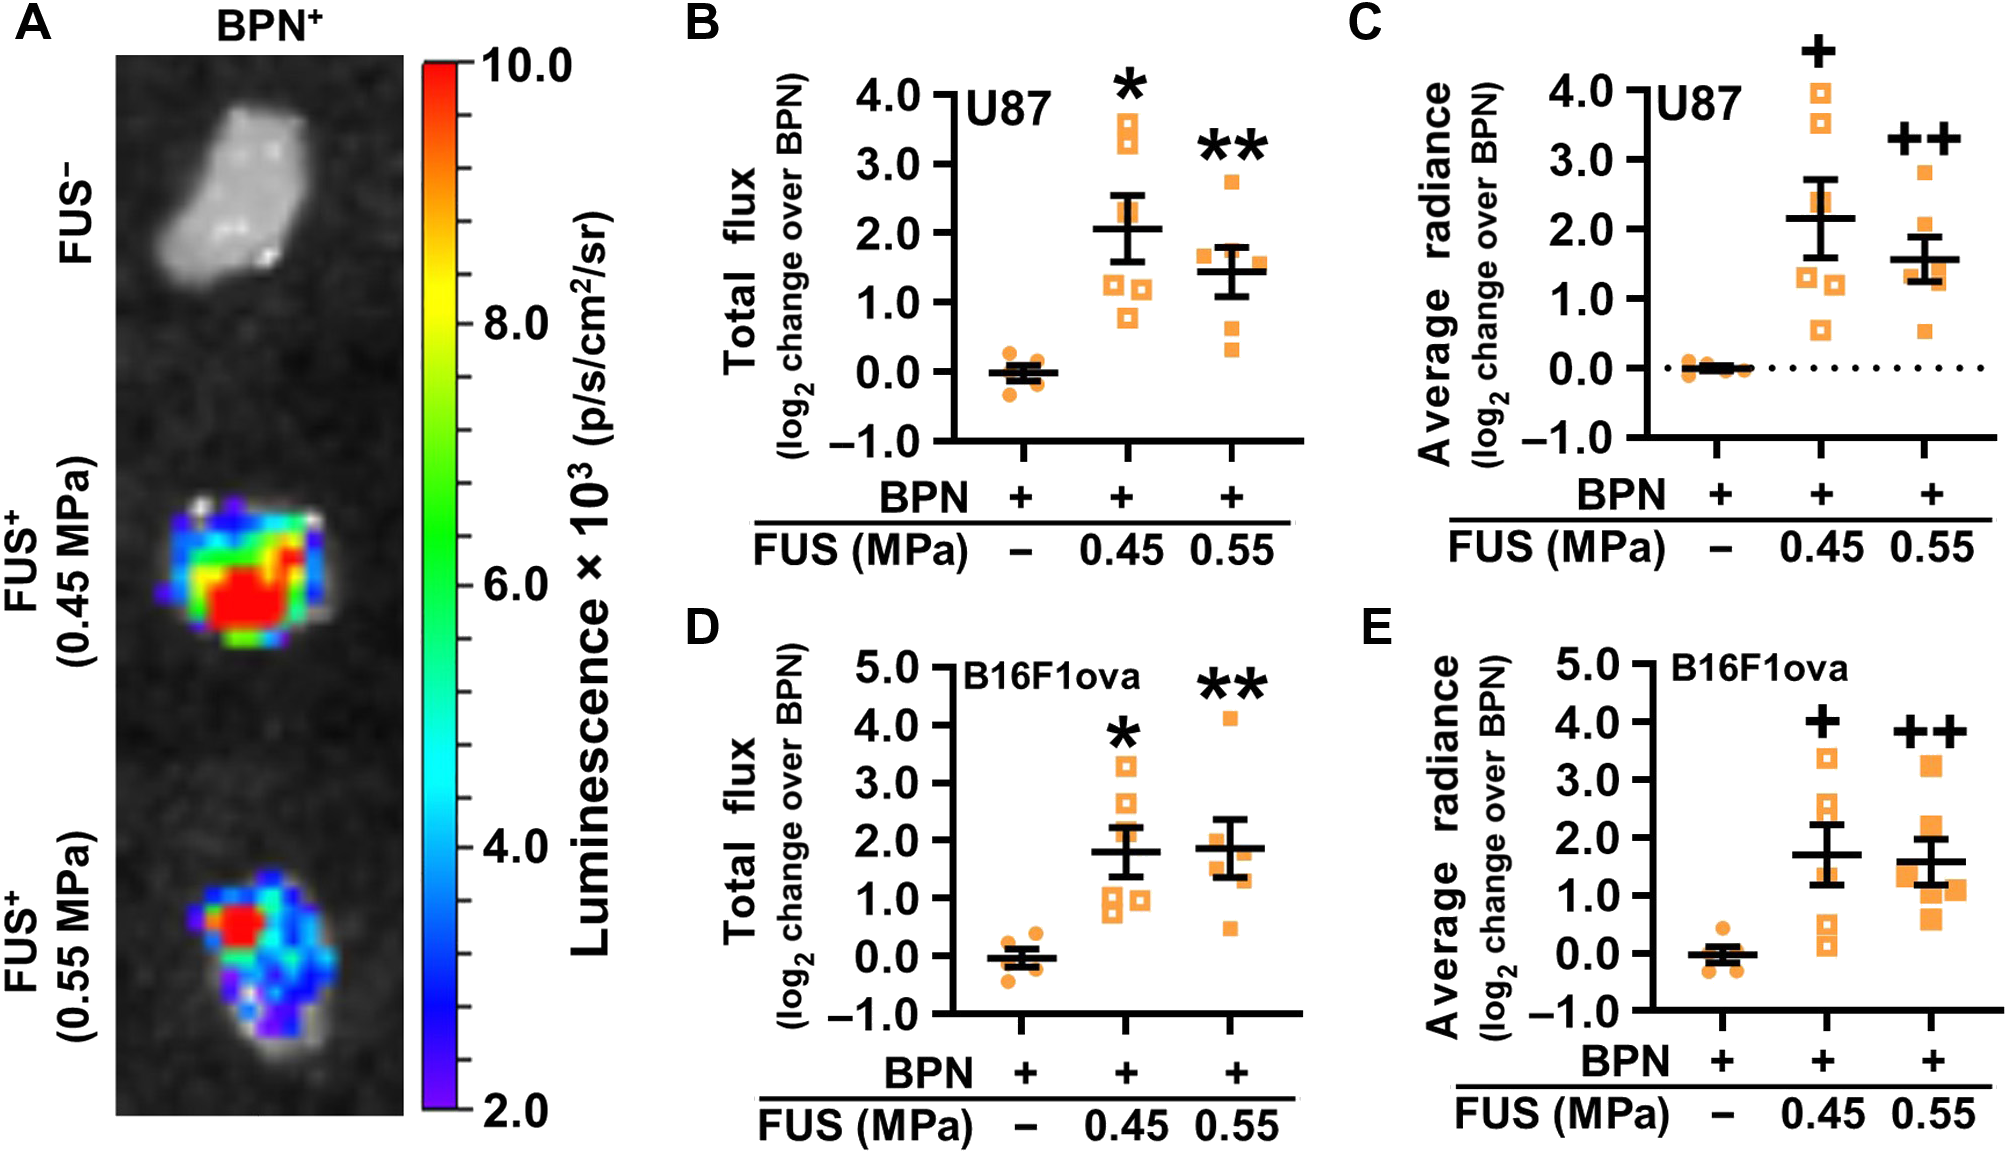 A
BPN⁺
FUS⁻
FUS⁺
(0.45 MPa)
FUS⁺
(0.55 MPa)
10.0
8.0
6.0
4.0
2.0
Luminescence × 10³ (p/s/cm²/sr)
B
Total flux
(log₂ change over BPN)
4.0
3.0
2.0
1.0
0.0
–1.0
U87
*
**
BPN + + +
FUS (MPa) – 0.45 0.55
C
Average radiance
(log₂ change over BPN)
4.0
3.0
2.0
1.0
0.0
–1.0
U87
+
++
BPN + + +
FUS (MPa) – 0.45 0.55
D
Total flux
(log₂ change over BPN)
5.0
4.0
3.0
2.0
1.0
0.0
–1.0
B16F1ova
*
**
BPN + + +
FUS (MPa) – 0.45 0.55
E
Average radiance
(log₂ change over BPN)
5.0
4.0
3.0
2.0
1.0
0.0
–1.0
B16F1ova
+
++
BPN + + +
FUS (MPa) – 0.45 0.55